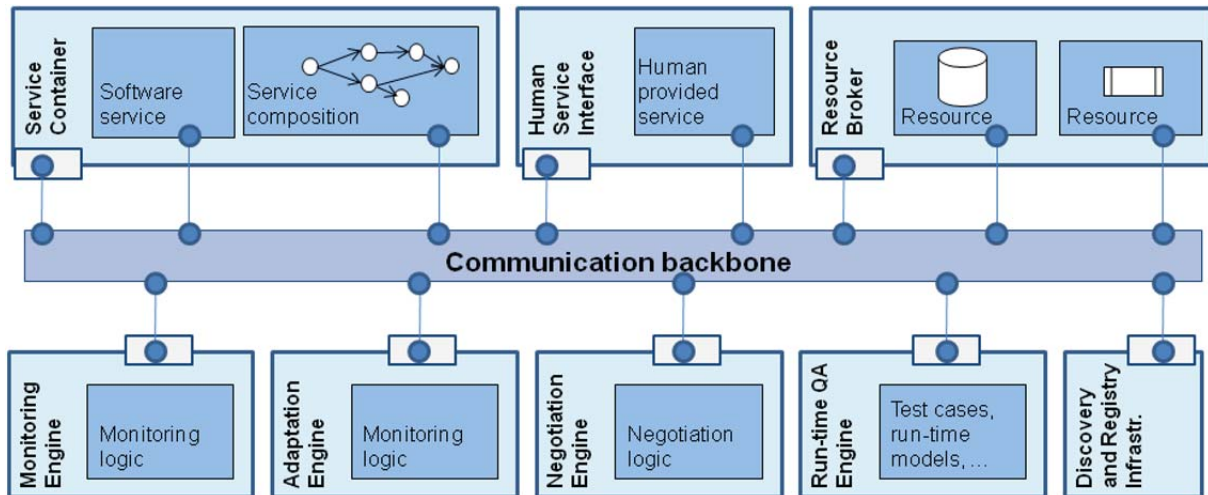 Service
Container
Software
service
Service
composition
Human
Service
Interface
Human
provided
service
Resource
Broker
Resource
Resource
Communication backbone
Monitoring
Engine
Monitoring
logic
Adaptation
Engine
Monitoring
logic
Negotiation
Engine
Negotiation
logic
Run-time QA
Engine
Test cases,
run-time
models, ...
Discovery
and Registry
Infrastr.